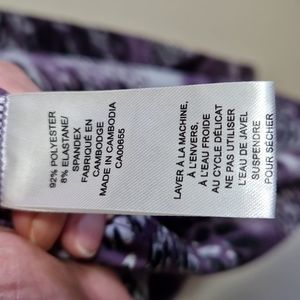 92% POLYESTER
8% ELASTANE/
SPANDEX
FABRIQUÉ EN
CAMBODGE
MADE IN CAMBODIA
CA00655
LAVER À LA MACHINE,
À L'ENVERS,
À L'EAU FROIDE
AU CYCLE DÉLICAT
NE PAS UTILISER
L'EAU DE JAVEL
SUSPENDRE
POUR SÉCHER